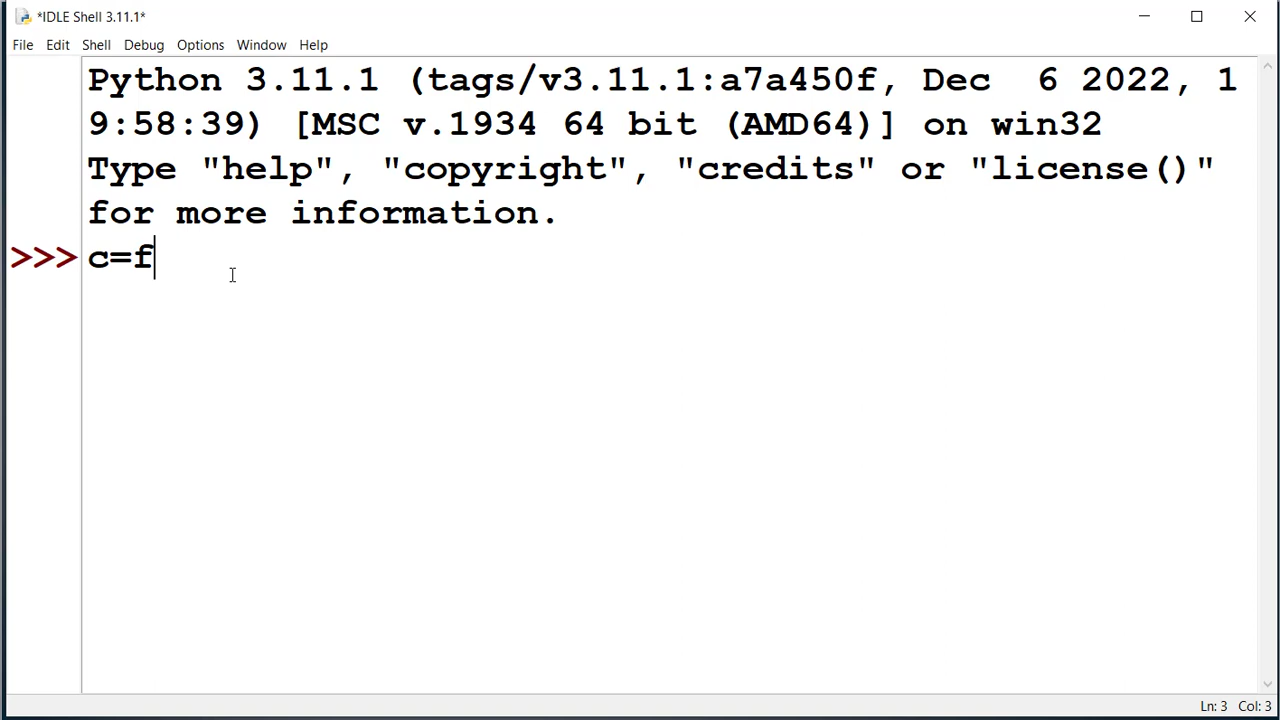 *IDLE Shell 3.11.1*
File Edit Shell Debug Options Window Help
Python 3.11.1 (tags/v3.11.1:a7a450f, Dec  6 2022, 1
9:58:39) [MSC v.1934 64 bit (AMD64)] on win32
Type "help", "copyright", "credits" or "license()"
for more information.
>>> c=f
Ln: 3 Col: 3